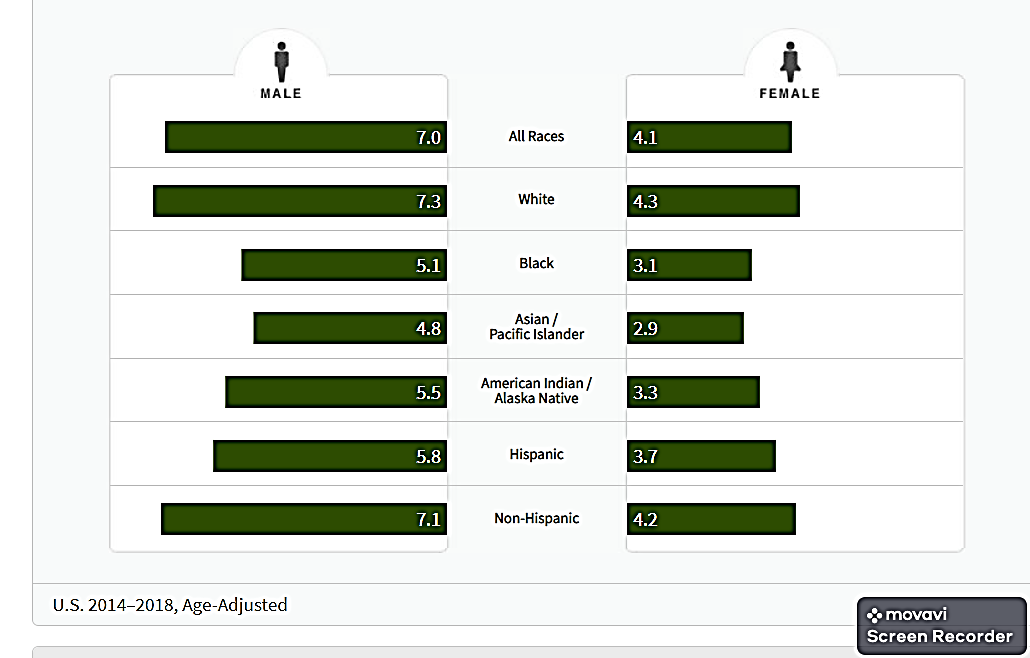 MALE
FEMALE
7.0 All Races 4.1
7.3 White 4.3
5.1 Black 3.1
4.8 Asian / 2.9
Pacific Islander
5.5 American Indian / 3.3
Alaska Native
5.8 Hispanic 3.7
7.1 Non-Hispanic 4.2
U.S. 2014–2018, Age-Adjusted
movavi
Screen Recorder